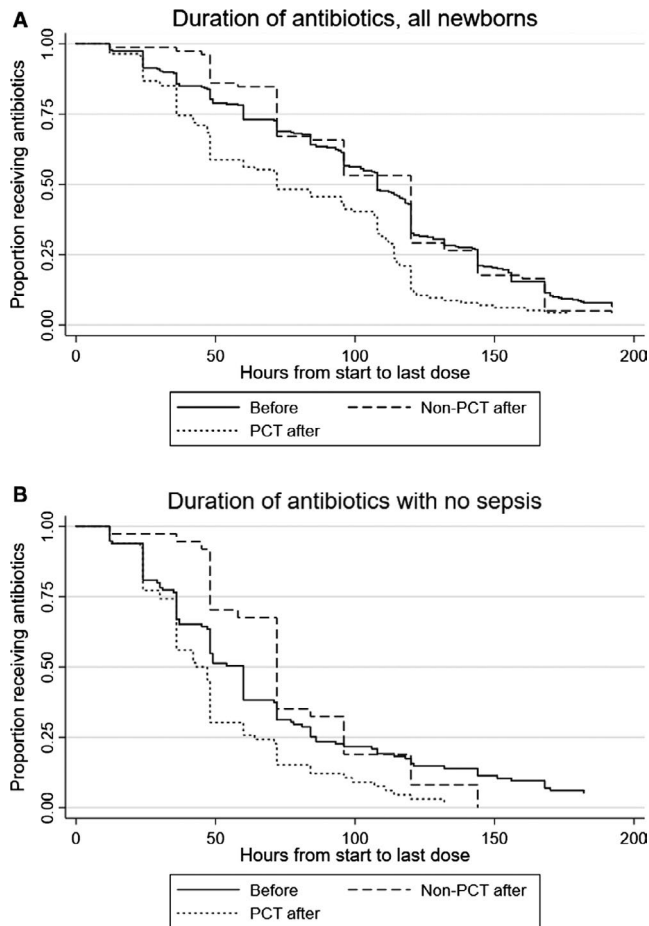 A
Duration of antibiotics, all newborns
Proportion receiving antibiotics
1.00
0.75
0.50
0.25
0.00
0
50
100
150
200
Hours from start to last dose
Before
Non-PCT after
PCT after
B
Duration of antibiotics with no sepsis
Proportion receiving antibiotics
1.00
0.75
0.50
0.25
0.00
0
50
100
150
200
Hours from start to last dose
Before
Non-PCT after
PCT after